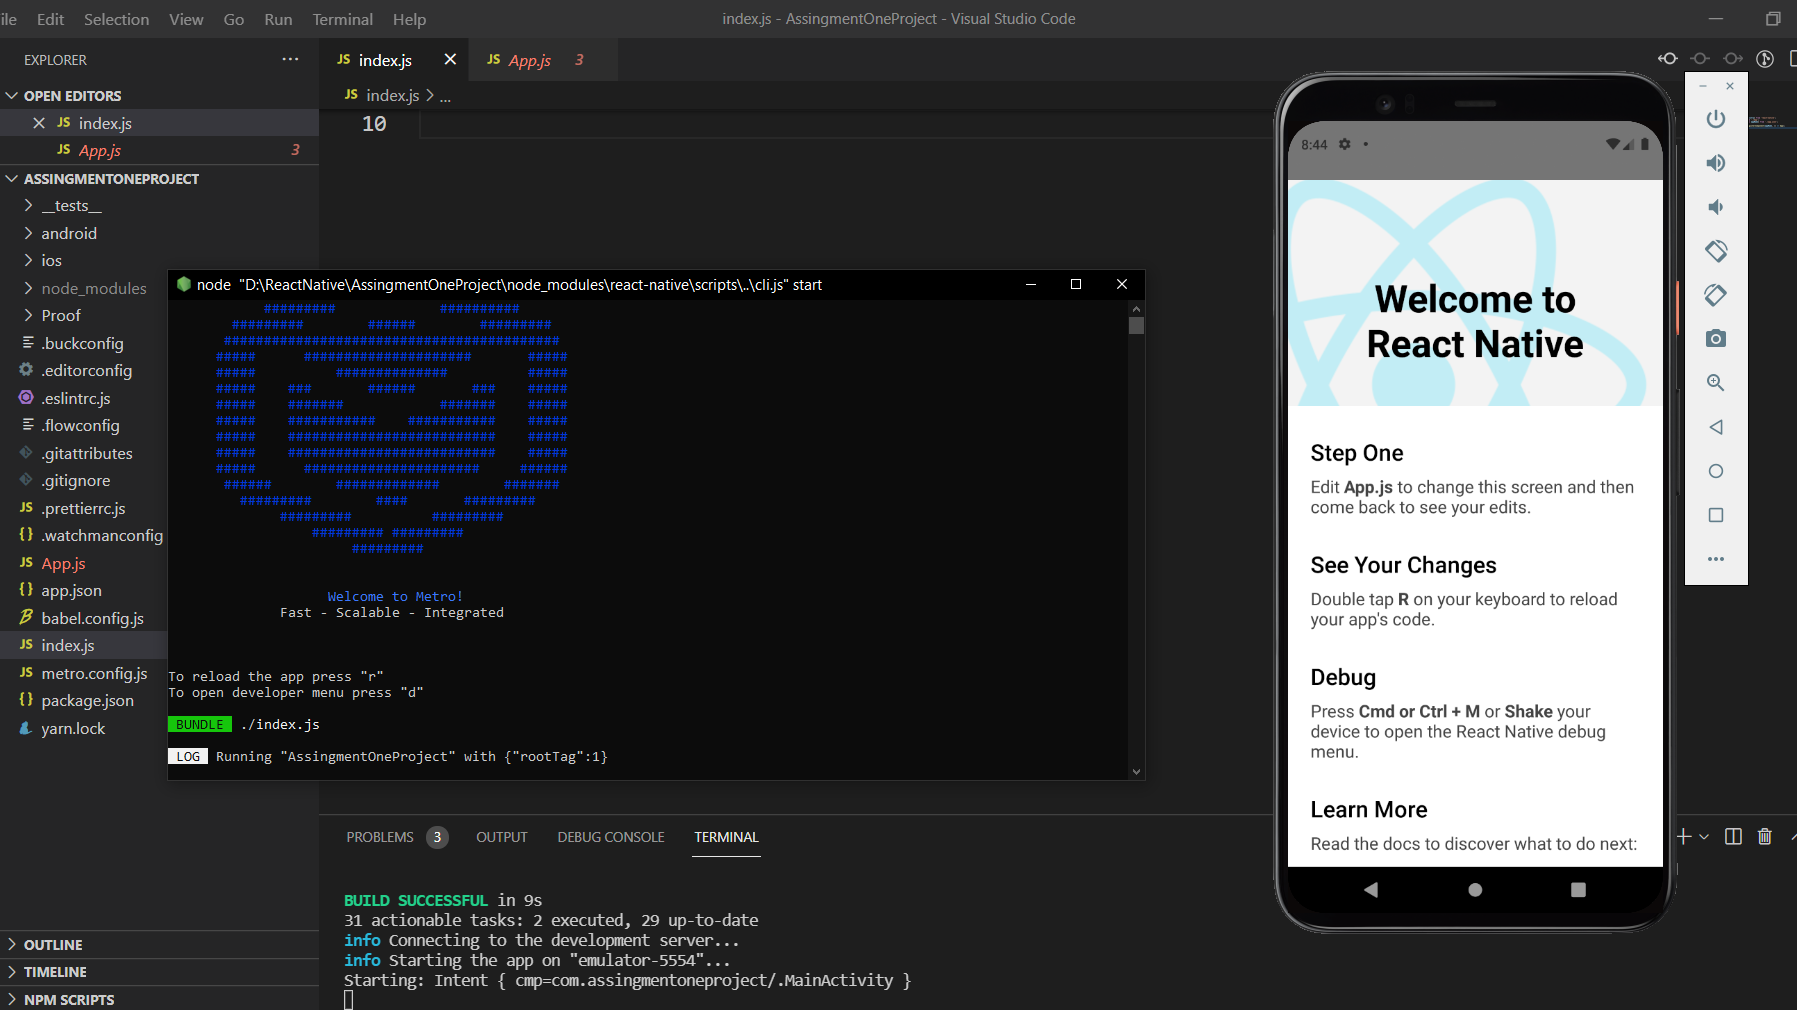 ile Edit Selection View Go Run Terminal Help
index.js - AssingmentOneProject - Visual Studio Code
EXPLORER
OPEN EDITORS
JS index.js
JS App.js 3
ASSINGMENTONEPROJECT
__tests__
android
ios
node_modules
Proof
.buckconfig
.editorconfig
.eslintrc.js
.flowconfig
.gitattributes
.gitignore
JS .prettierrc.js
{} .watchmanconfig
JS App.js
{} app.json
babel.config.js
JS index.js
JS metro.config.js
{} package.json
yarn.lock
OUTLINE
TIMELINE
NPM SCRIPTS
JS index.js
JS App.js 3
JS index.js > ...
10
node "D:\ReactNative\AssingmentOneProject\node_modules\react-native\scripts\..\cli.js" start
Welcome to Metro!
Fast - Scalable - Integrated
To reload the app press "r"
To open developer menu press "d"
BUNDLE ./index.js
LOG Running "AssingmentOneProject" with {"rootTag":1}
PROBLEMS 3 OUTPUT DEBUG CONSOLE TERMINAL
BUILD SUCCESSFUL in 9s
31 actionable tasks: 2 executed, 29 up-to-date
info Connecting to the development server...
info Starting the app on "emulator-5554"...
Starting: Intent { cmp=com.assingmentoneproject/.MainActivity }
8:44
Welcome to
React Native
Step One
Edit App.js to change this screen and then
come back to see your edits.
See Your Changes
Double tap R on your keyboard to reload
your app's code.
Debug
Press Cmd or Ctrl + M or Shake your
device to open the React Native debug
menu.
Learn More
Read the docs to discover what to do next: